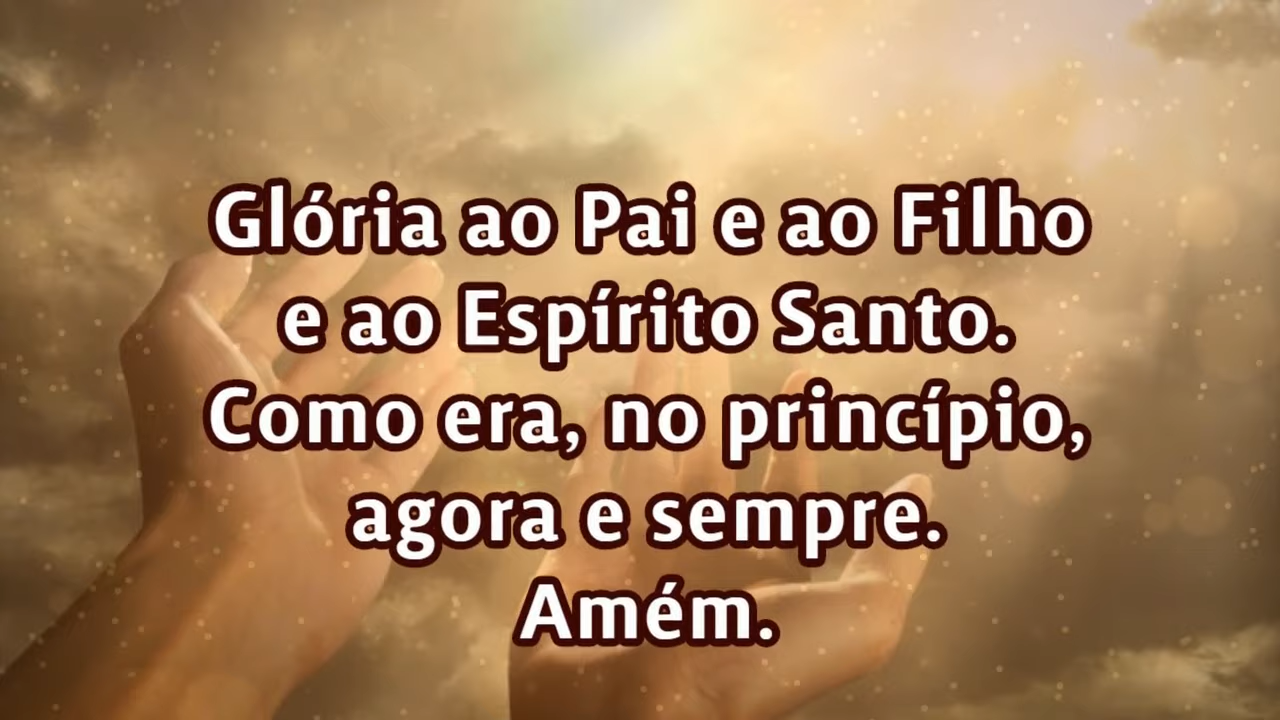 Glória ao Pai e ao Filho
e ao Espírito Santo.
Como era, no princípio,
agora e sempre.
Amém.